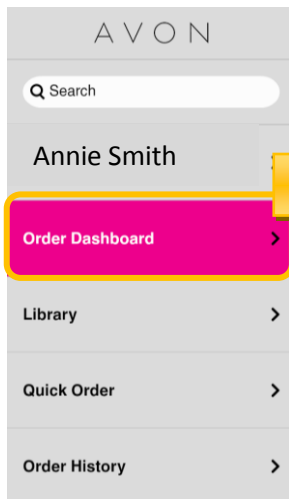 AVON
Search
Annie Smith
Order Dashboard
Library
Quick Order
Order History